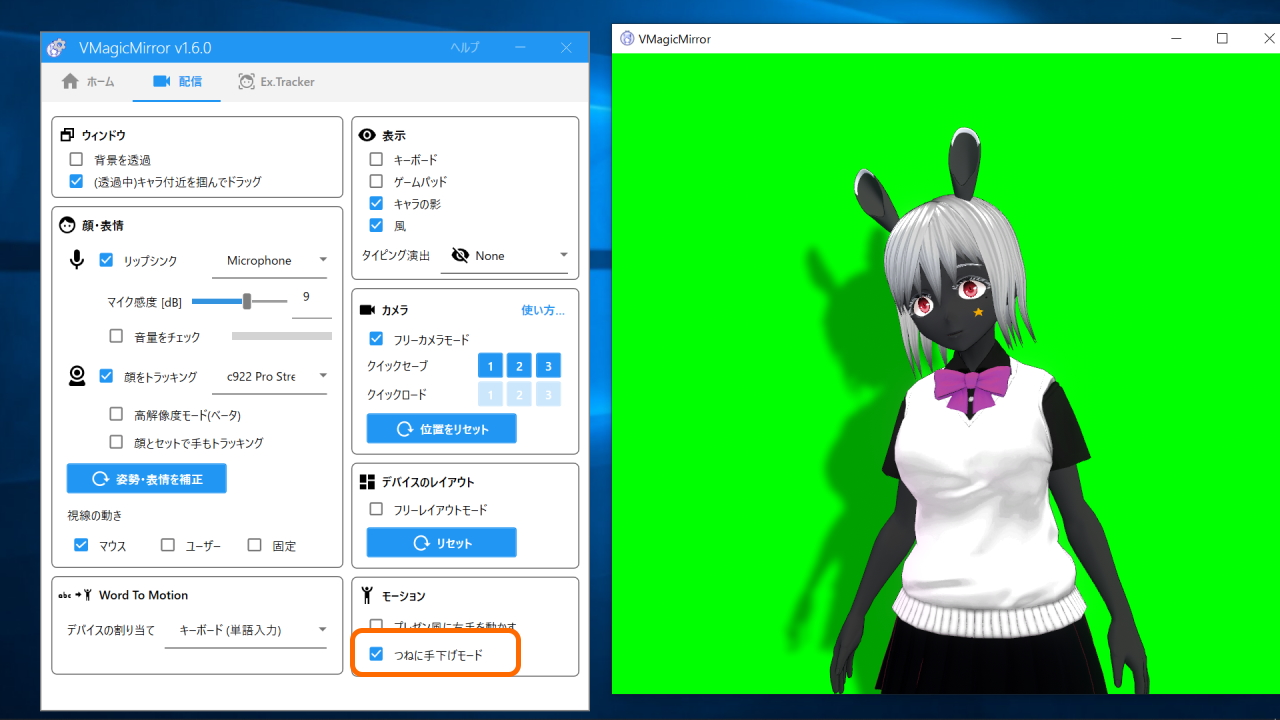 VMagicMirror v1.6.0
ヘルプ
ホーム
配信
Ex.Tracker
ウィンドウ
背景を透過
(透過中)キャラ付近を掴んでドラッグ
顔・表情
リップシンク
Microphone
マイク感度 [dB]
9
音量をチェック
顔をトラッキング
c922 Pro Stre
高解像度モード(ベータ)
顔とセットで手もトラッキング
姿勢・表情を補正
視線の動き
マウス
ユーザー
固定
abc
Word To Motion
デバイスの割り当て
キーボード (単語入力)
表示
キーボード
ゲームパッド
キャラの影
風
タイピング演出
None
カメラ
使い方...
フリーカメラモード
クイックセーブ
1 2 3
クイックロード
1 2 3
位置をリセット
デバイスのレイアウト
フリーレイアウトモード
リセット
モーション
プレゼン風に右手を動かす
つねに手下げモード
VMagicMirror